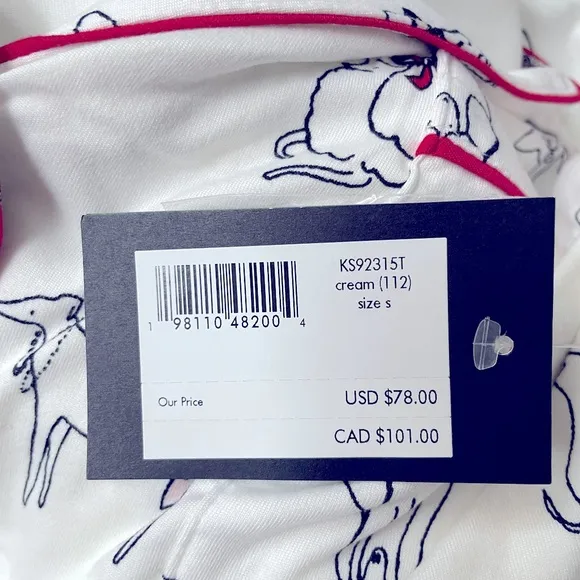 KS92315T
cream (112)
size s
1 98110 48200 4
Our Price USD $78.00
CAD $101.00